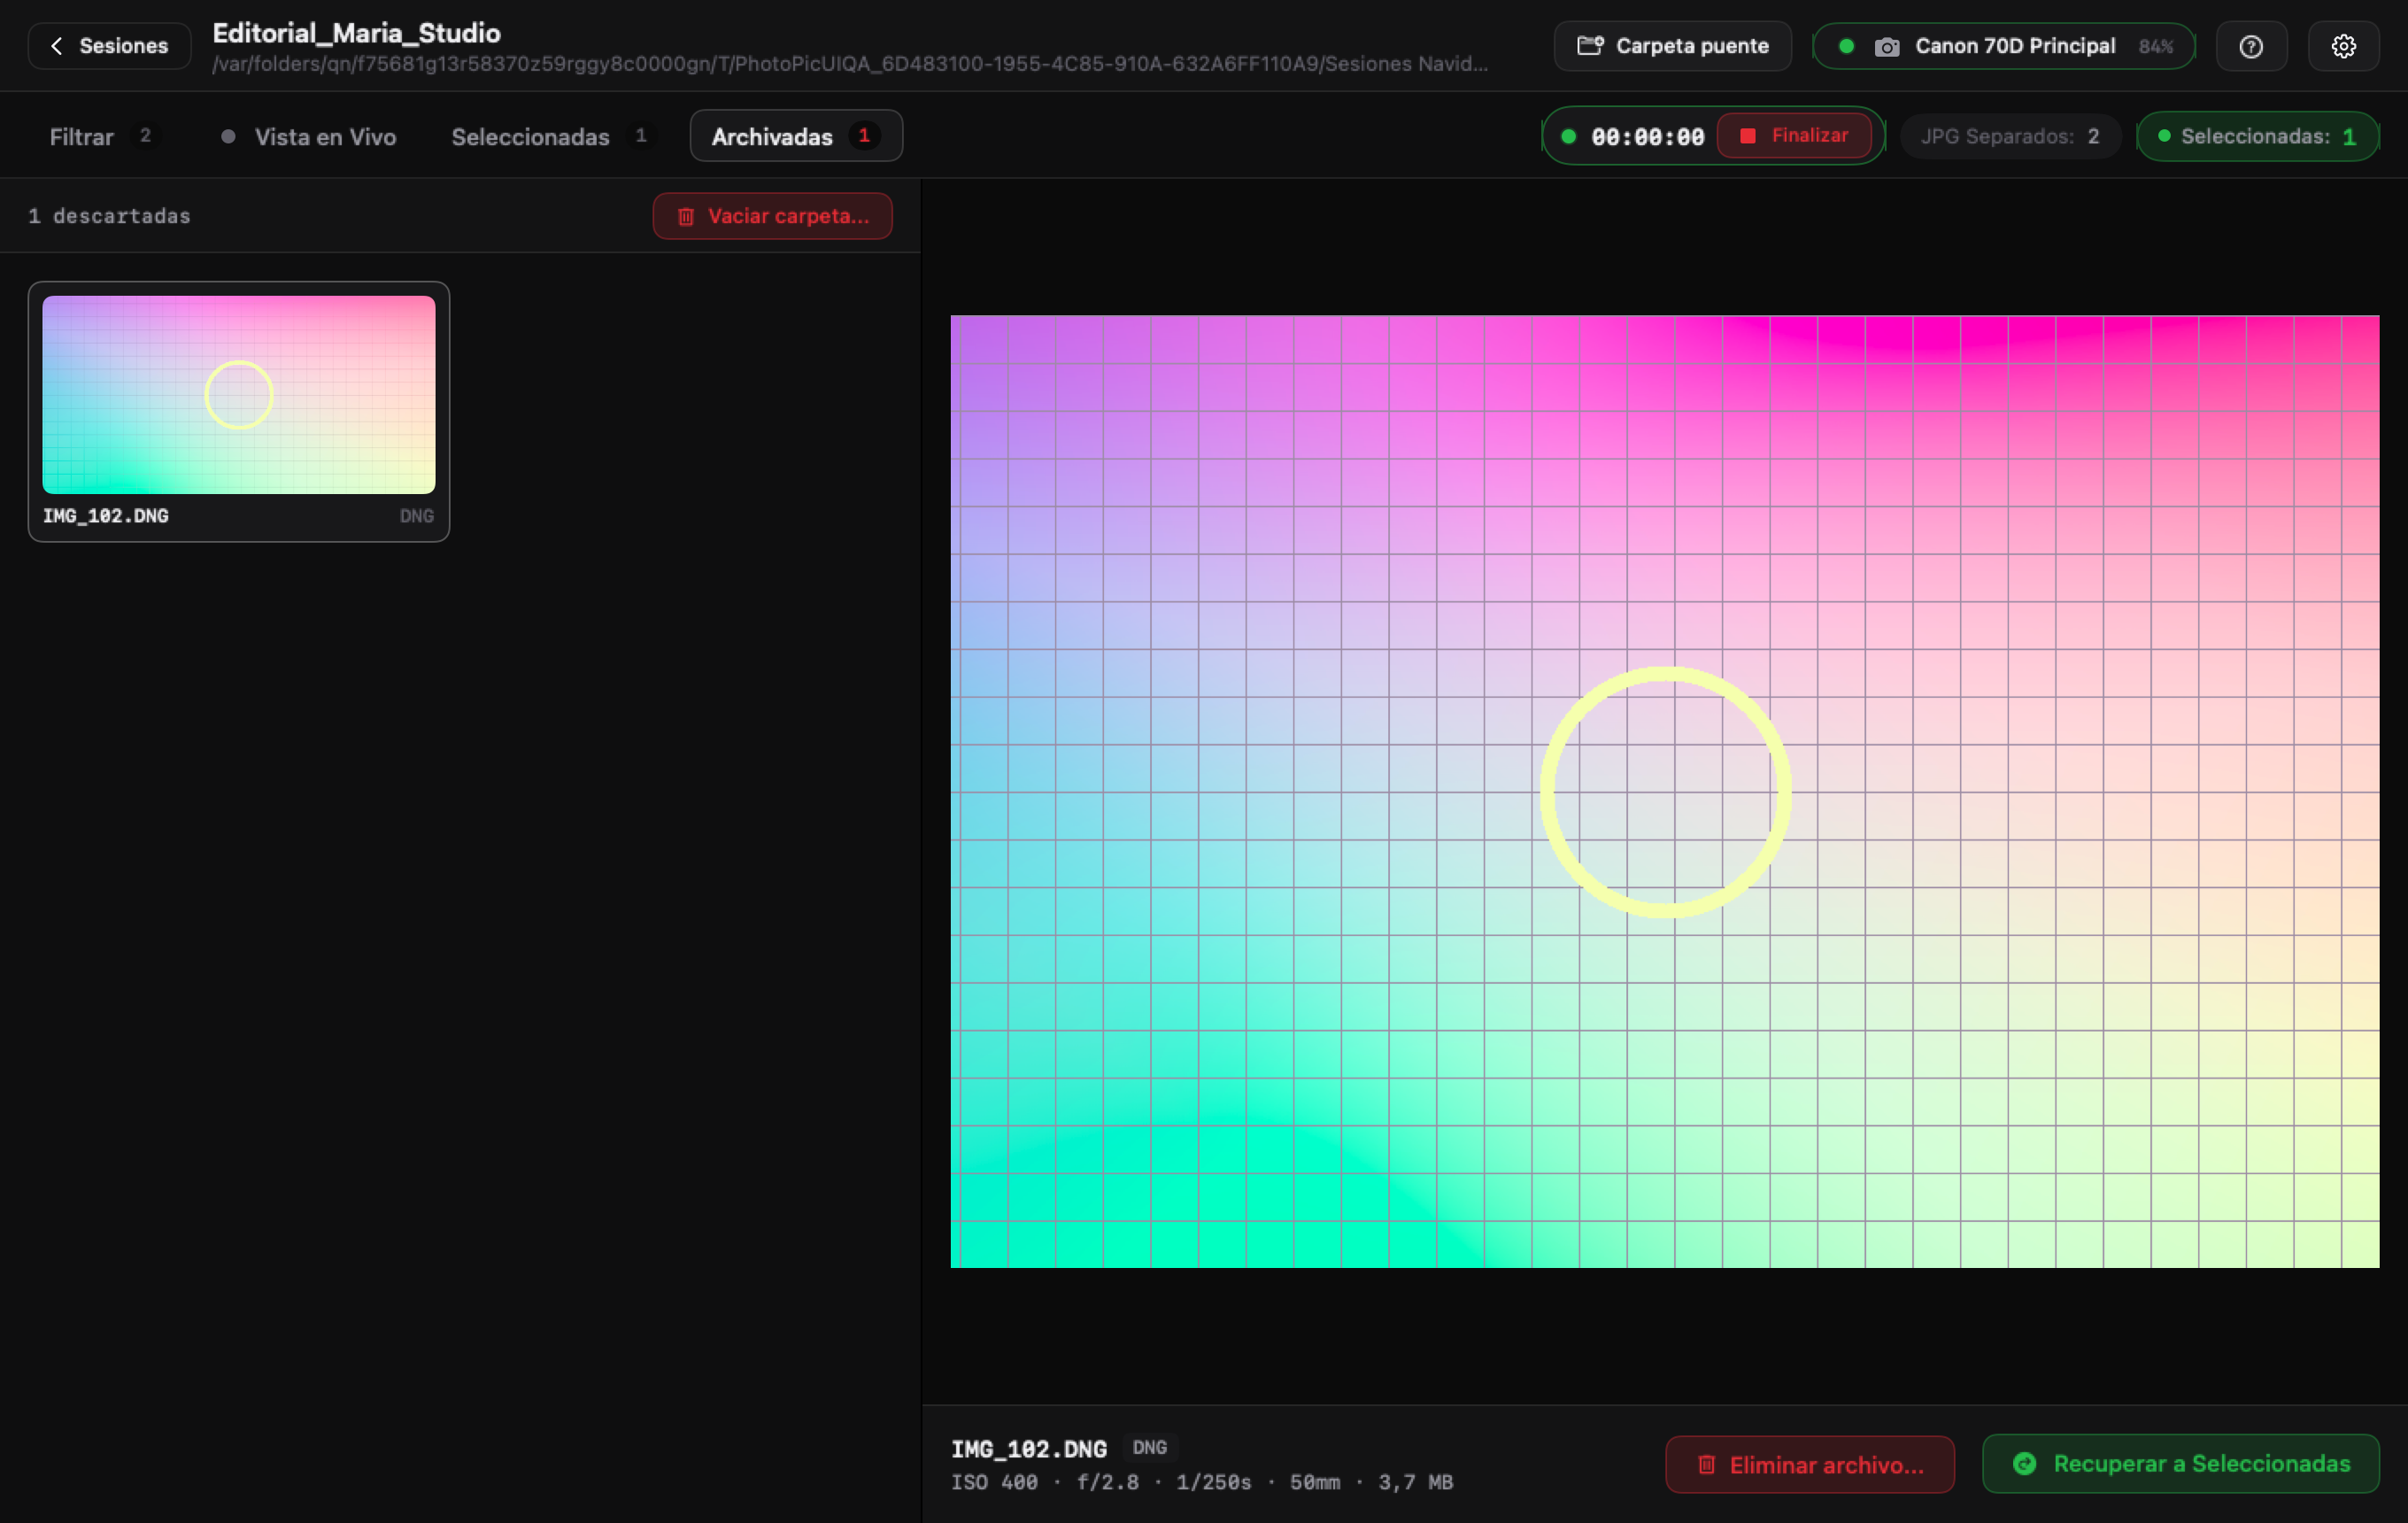 Sesiones
Editorial_Maria_Studio
/var/folders/qn/f75681g13r58370z59rggy8c0000gn/T/PhotoPicUIQA_6D483100-1955-4C85-910A-632A6FF110A9/Sesiones Navid...
Carpeta puente
Canon 70D Principal 84%
Filtrar 2
Vista en Vivo
Seleccionadas 1
Archivadas 1
00:00:00 Finalizar
JPG Separados: 2
Seleccionadas: 1
1 descartadas
Vaciar carpeta...
IMG_102.DNG DNG
IMG_102.DNG DNG
ISO 400 · f/2.8 · 1/250s · 50mm · 3,7 MB
Eliminar archivo...
Recuperar a Seleccionadas